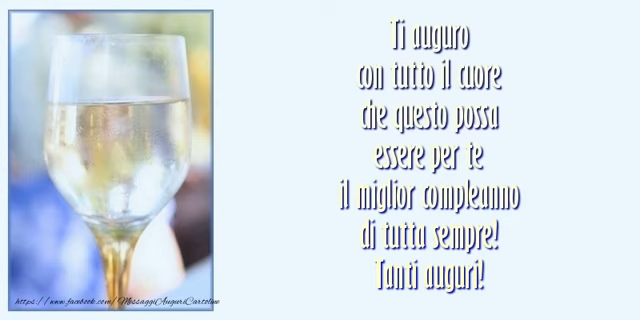 Ti auguro
con tutto il cuore
che questo possa
essere per te
il miglior compleanno
di tutta sempre!
Tanti auguri!
https://www.facebook.com/MessaggiAuguriCartoline